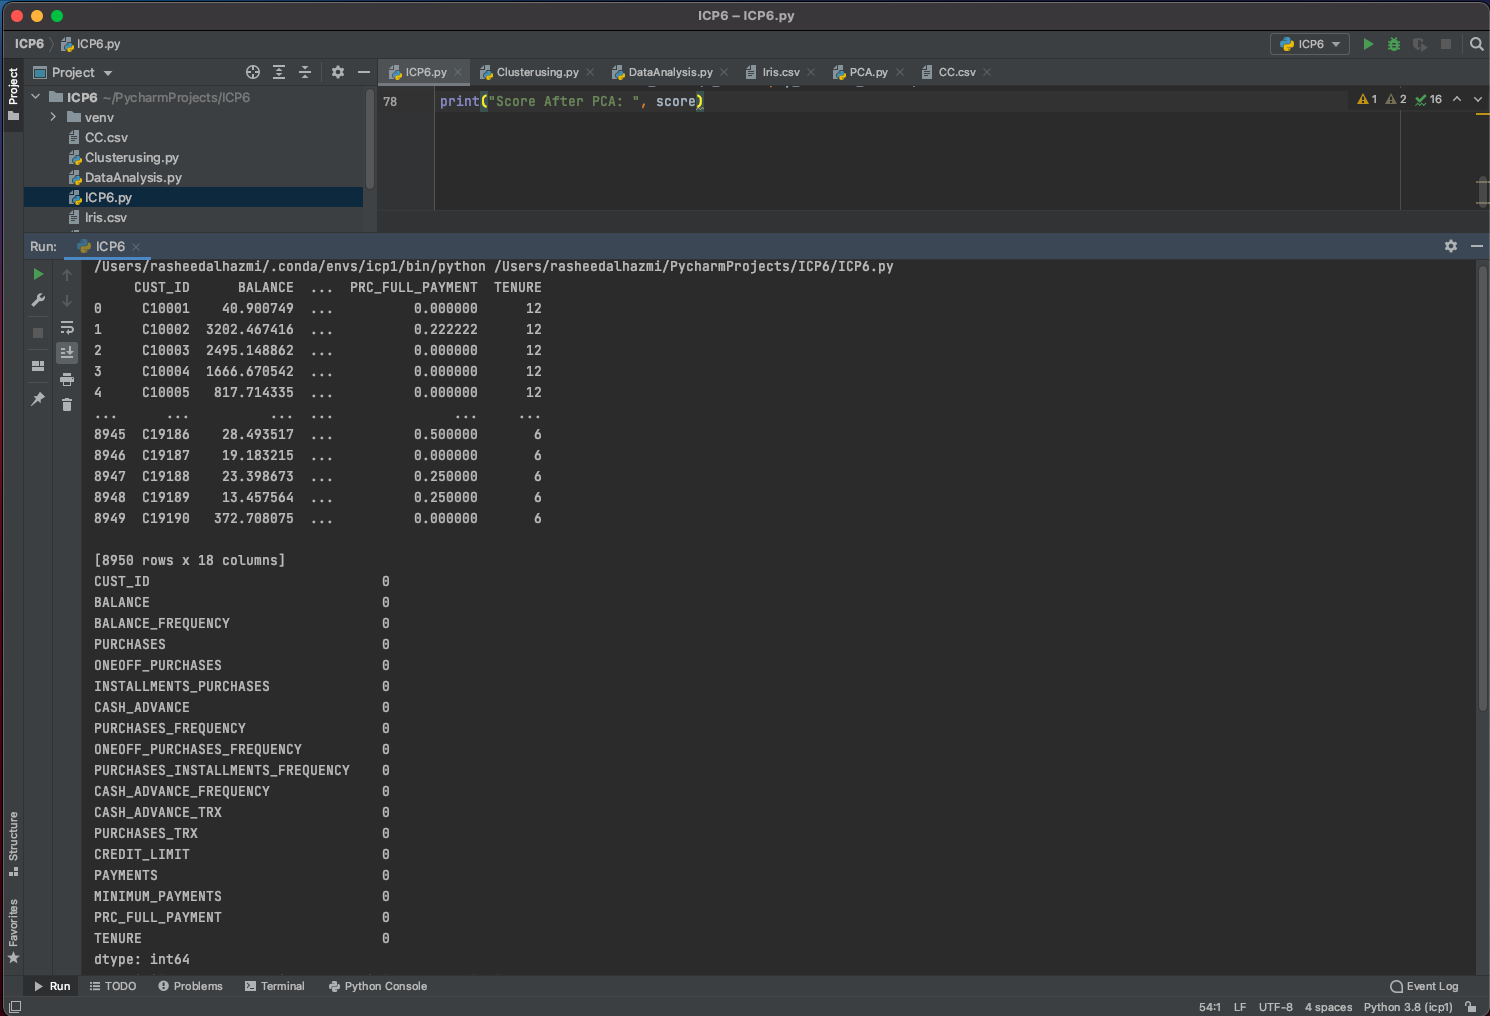 ICP6 – ICP6.py
ICP6 ICP6.py ICP6
Project
Project
ICP6.py Clusterusing.py DataAnalysis.py Iris.csv PCA.py CC.csv
ICP6 ~/PycharmProjects/ICP6
venv
CC.csv
Clusterusing.py
DataAnalysis.py
ICP6.py
Iris.csv
78 print("Score After PCA: ", score)
1 2 16
Run: ICP6
/Users/rasheedalhazmi/.conda/envs/icp1/bin/python /Users/rasheedalhazmi/PycharmProjects/ICP6/ICP6.py
CUST_ID BALANCE ... PRC_FULL_PAYMENT TENURE
0 C10001 40.900749 ... 0.000000 12
1 C10002 3202.467416 ... 0.222222 12
2 C10003 2495.148862 ... 0.000000 12
3 C10004 1666.670542 ... 0.000000 12
4 C10005 817.714335 ... 0.000000 12
... ... ... ... ... ...
8945 C19186 28.493517 ... 0.500000 6
8946 C19187 19.183215 ... 0.000000 6
8947 C19188 23.398673 ... 0.250000 6
8948 C19189 13.457564 ... 0.250000 6
8949 C19190 372.708075 ... 0.000000 6
[8950 rows x 18 columns]
CUST_ID 0
BALANCE 0
BALANCE_FREQUENCY 0
PURCHASES 0
ONEOFF_PURCHASES 0
INSTALLMENTS_PURCHASES 0
CASH_ADVANCE 0
PURCHASES_FREQUENCY 0
ONEOFF_PURCHASES_FREQUENCY 0
PURCHASES_INSTALLMENTS_FREQUENCY 0
CASH_ADVANCE_FREQUENCY 0
CASH_ADVANCE_TRX 0
PURCHASES_TRX 0
CREDIT_LIMIT 0
PAYMENTS 0
MINIMUM_PAYMENTS 0
PRC_FULL_PAYMENT 0
TENURE 0
dtype: int64
Structure
Favorites
Run TODO Problems Terminal Python Console Event Log
54:1 LF UTF-8 4 spaces Python 3.8 (icp1)